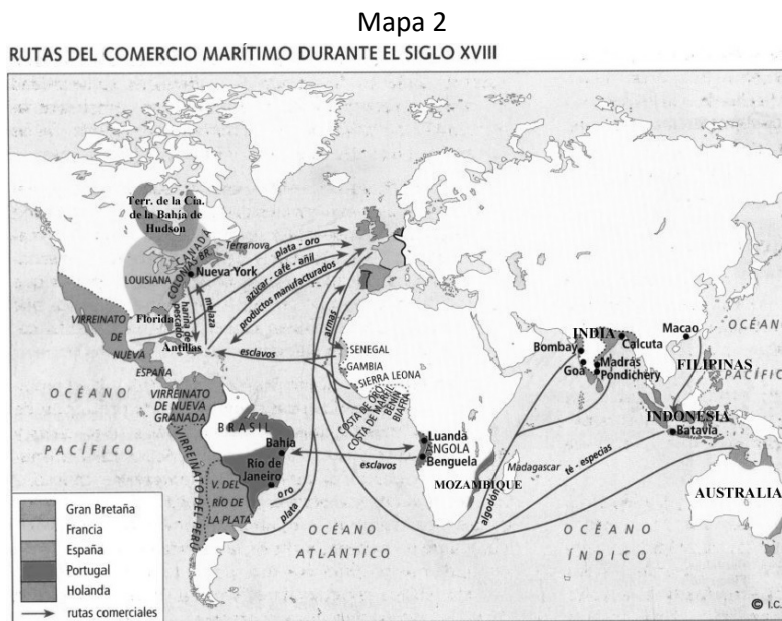 Mapa 2
RUTAS DEL COMERCIO MARÍTIMO DURANTE EL SIGLO XVIII
Terr. de la Cía.
de la Bahía de
Hudson
CANADA
Terranova
COLONIAS BR.
LOUISIANA
Nueva York
plata - oro
azúcar - café - añil
productos manufacturados
melaza
harina de
pescado
Florida
VIRREINATO
DE
NUEVA
ESPAÑA
Antillas
esclavos
armas
SENEGAL
GAMBIA
SIERRA LEONA
COSTA DE ORO
COSTA DE MARFIL
BENIN
BIAFRA
OCÉANO
PACÍFICO
VIRREINATO
DE NUEVA
GRANADA
BRASIL
Bahía
Río de
Janeiro
VIRREINATO DEL PERÚ
V. DEL
RÍO DE
LA PLATA
oro
plata
esclavos
Luanda
ANGOLA
Benguela
MOZAMBIQUE
Madagascar
algodón
té - especias
INDIA
Bombay
Goa
Calcuta
Madrás
Pondichery
Macao
OCÉANO
PACÍFICO
FILIPINAS
INDONESIA
Batavia
AUSTRALIA
OCÉANO
ATLÁNTICO
OCÉANO
ÍNDICO
Gran Bretaña
Francia
España
Portugal
Holanda
rutas comerciales
© I.C.